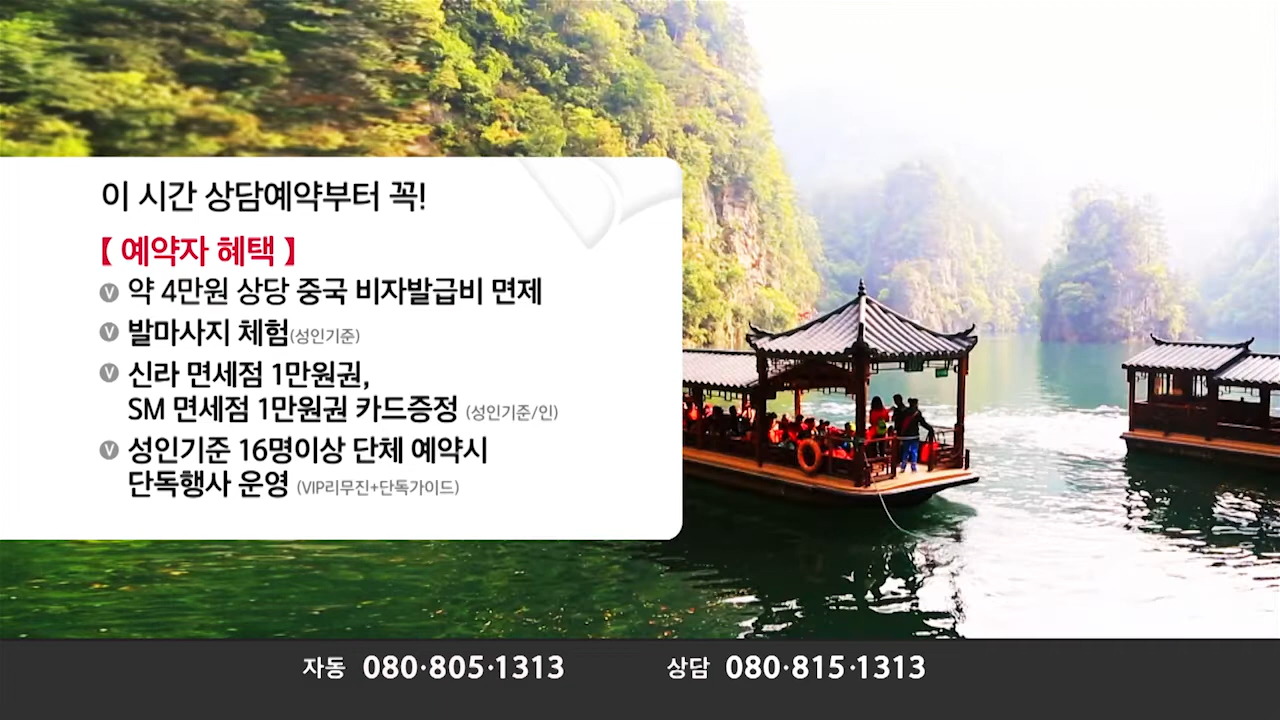 이 시간 상담예약부터 꼭!
【 예약자 혜택 】
V 약 4만원 상당 중국 비자발급비 면제
V 발마사지 체험(성인기준)
V 신라 면세점 1만원권,
SM 면세점 1만원권 카드증정 (성인기준/인)
V 성인기준 16명이상 단체 예약시
단독행사 운영 (VIP리무진+단독가이드)
자동 080·805·1313 상담 080·815·1313